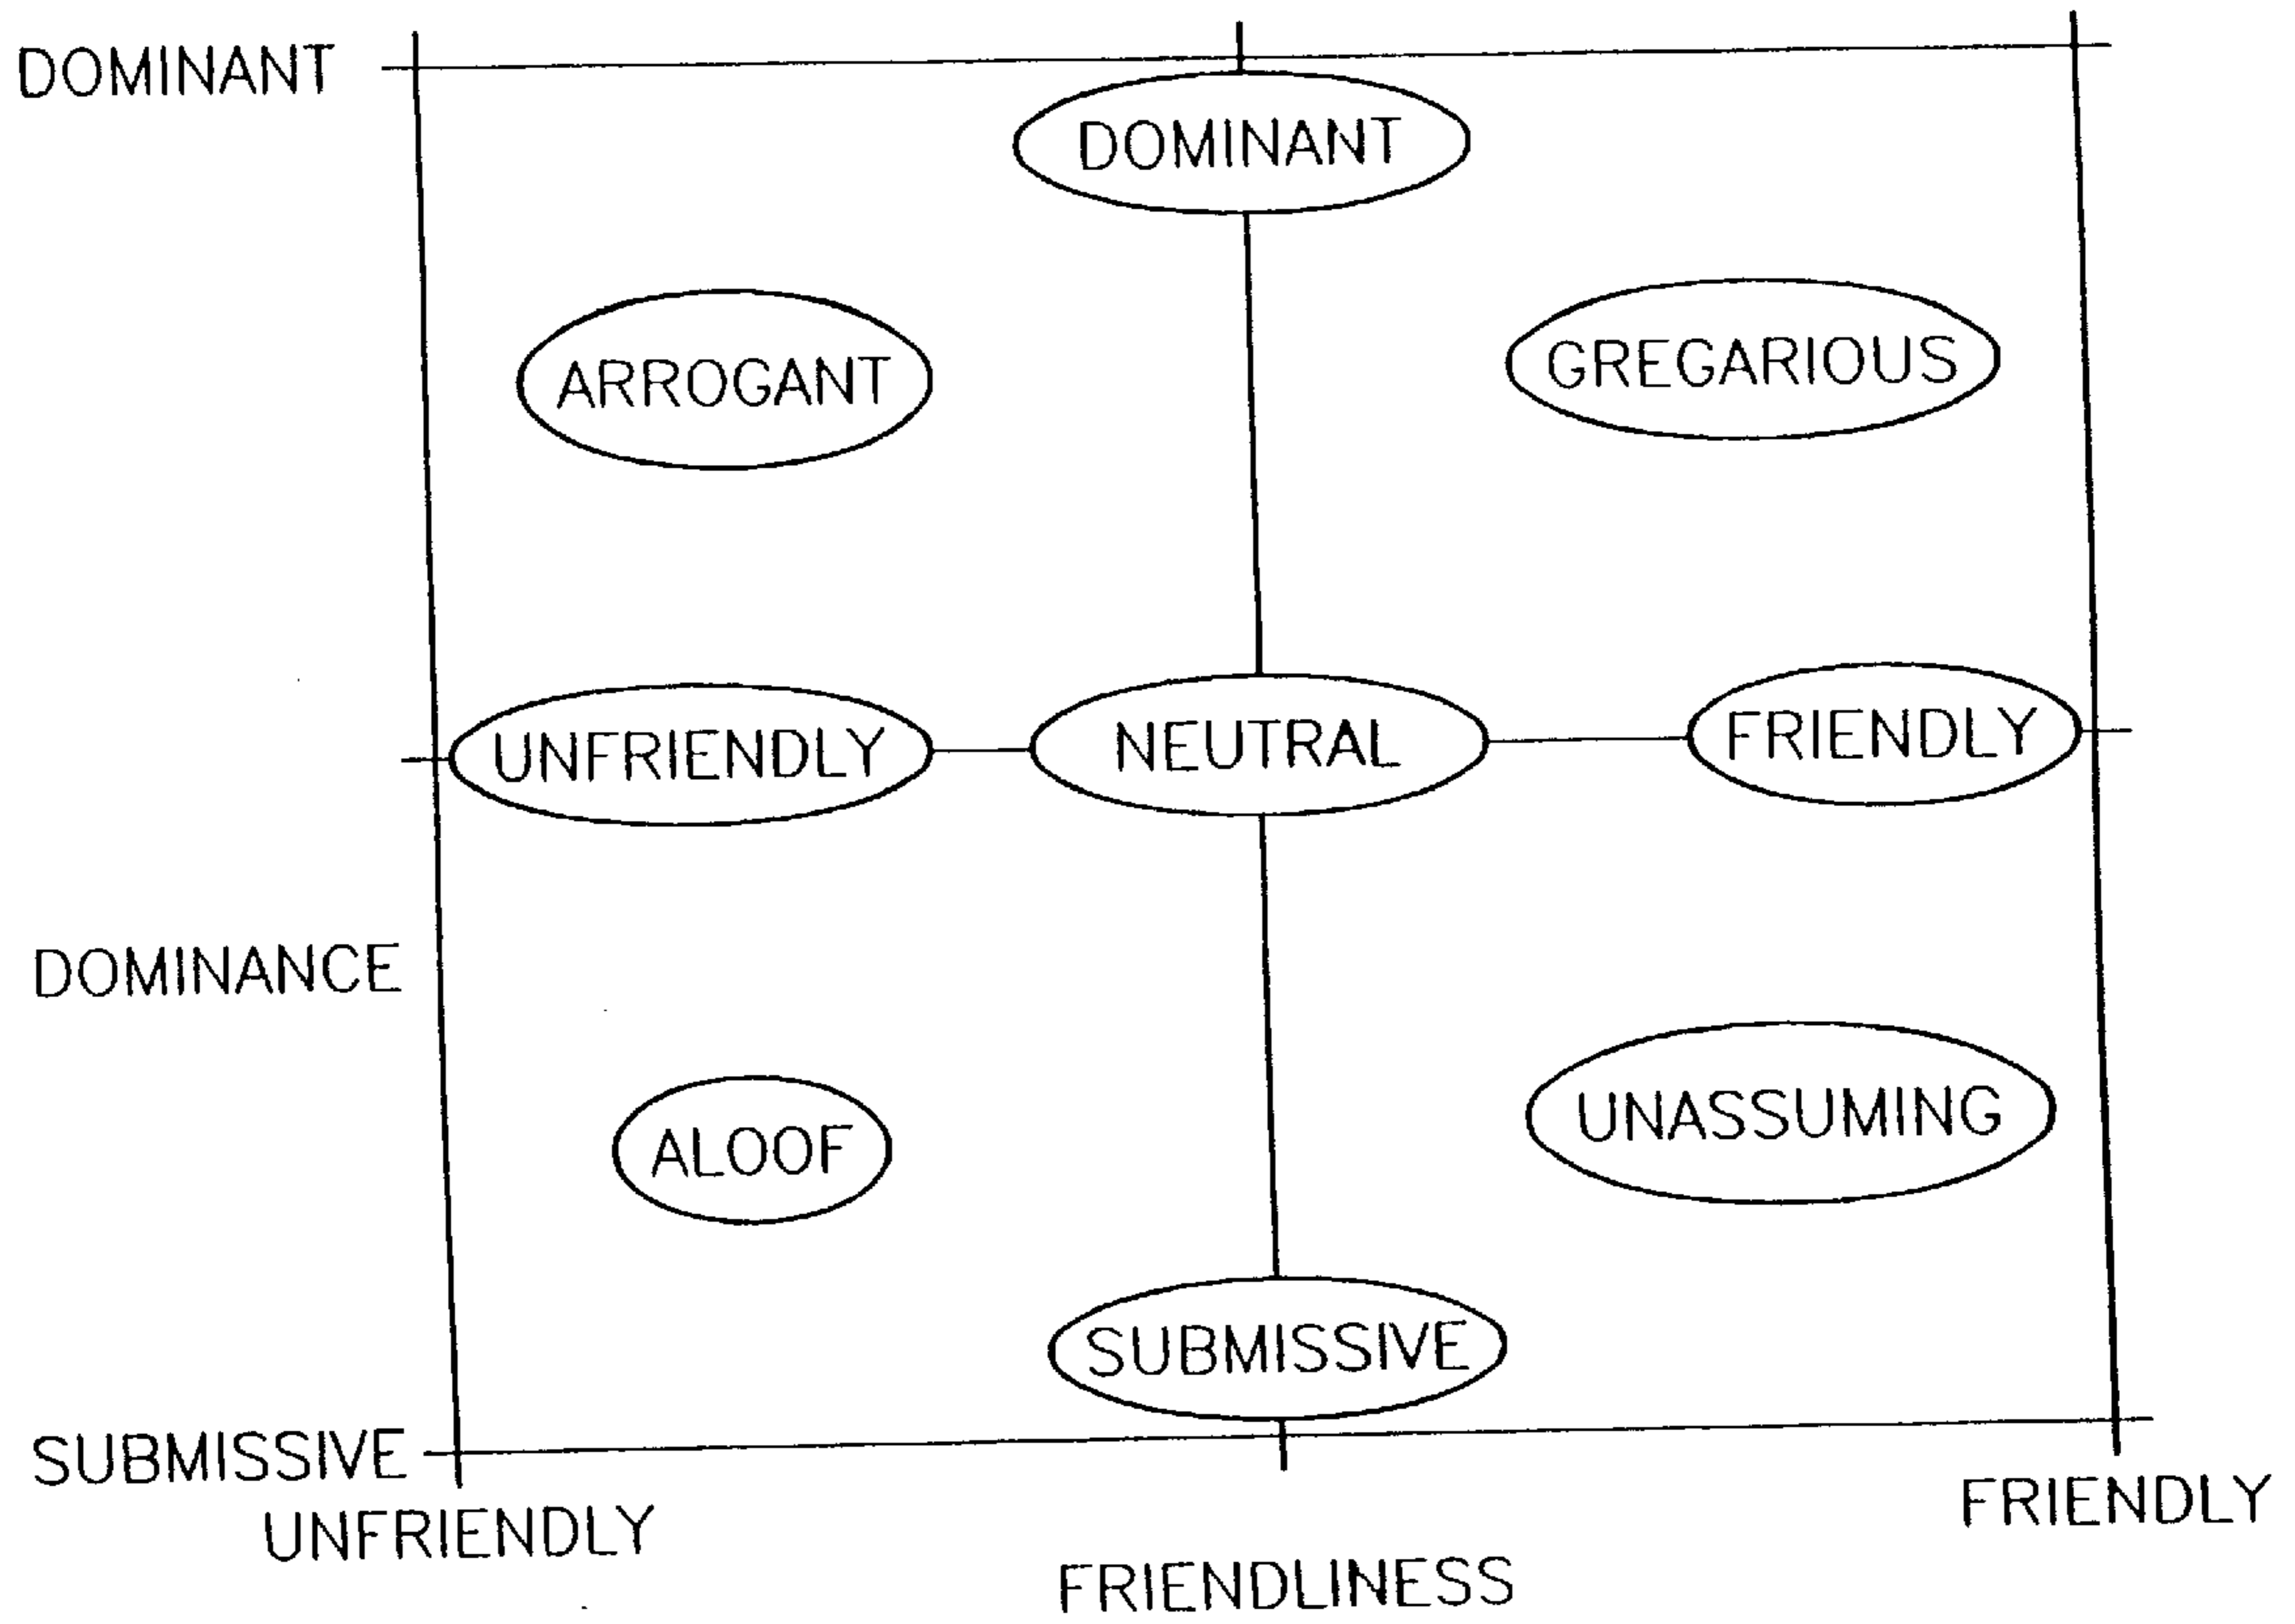 DOMINANT
DOMINANT
ARROGANT
GREGARIOUS
UNFRIENDLY
NEUTRAL
FRIENDLY
DOMINANCE
ALOOF
UNASSUMING
SUBMISSIVE
SUBMISSIVE
UNFRIENDLY
FRIENDLY
FRIENDLINESS